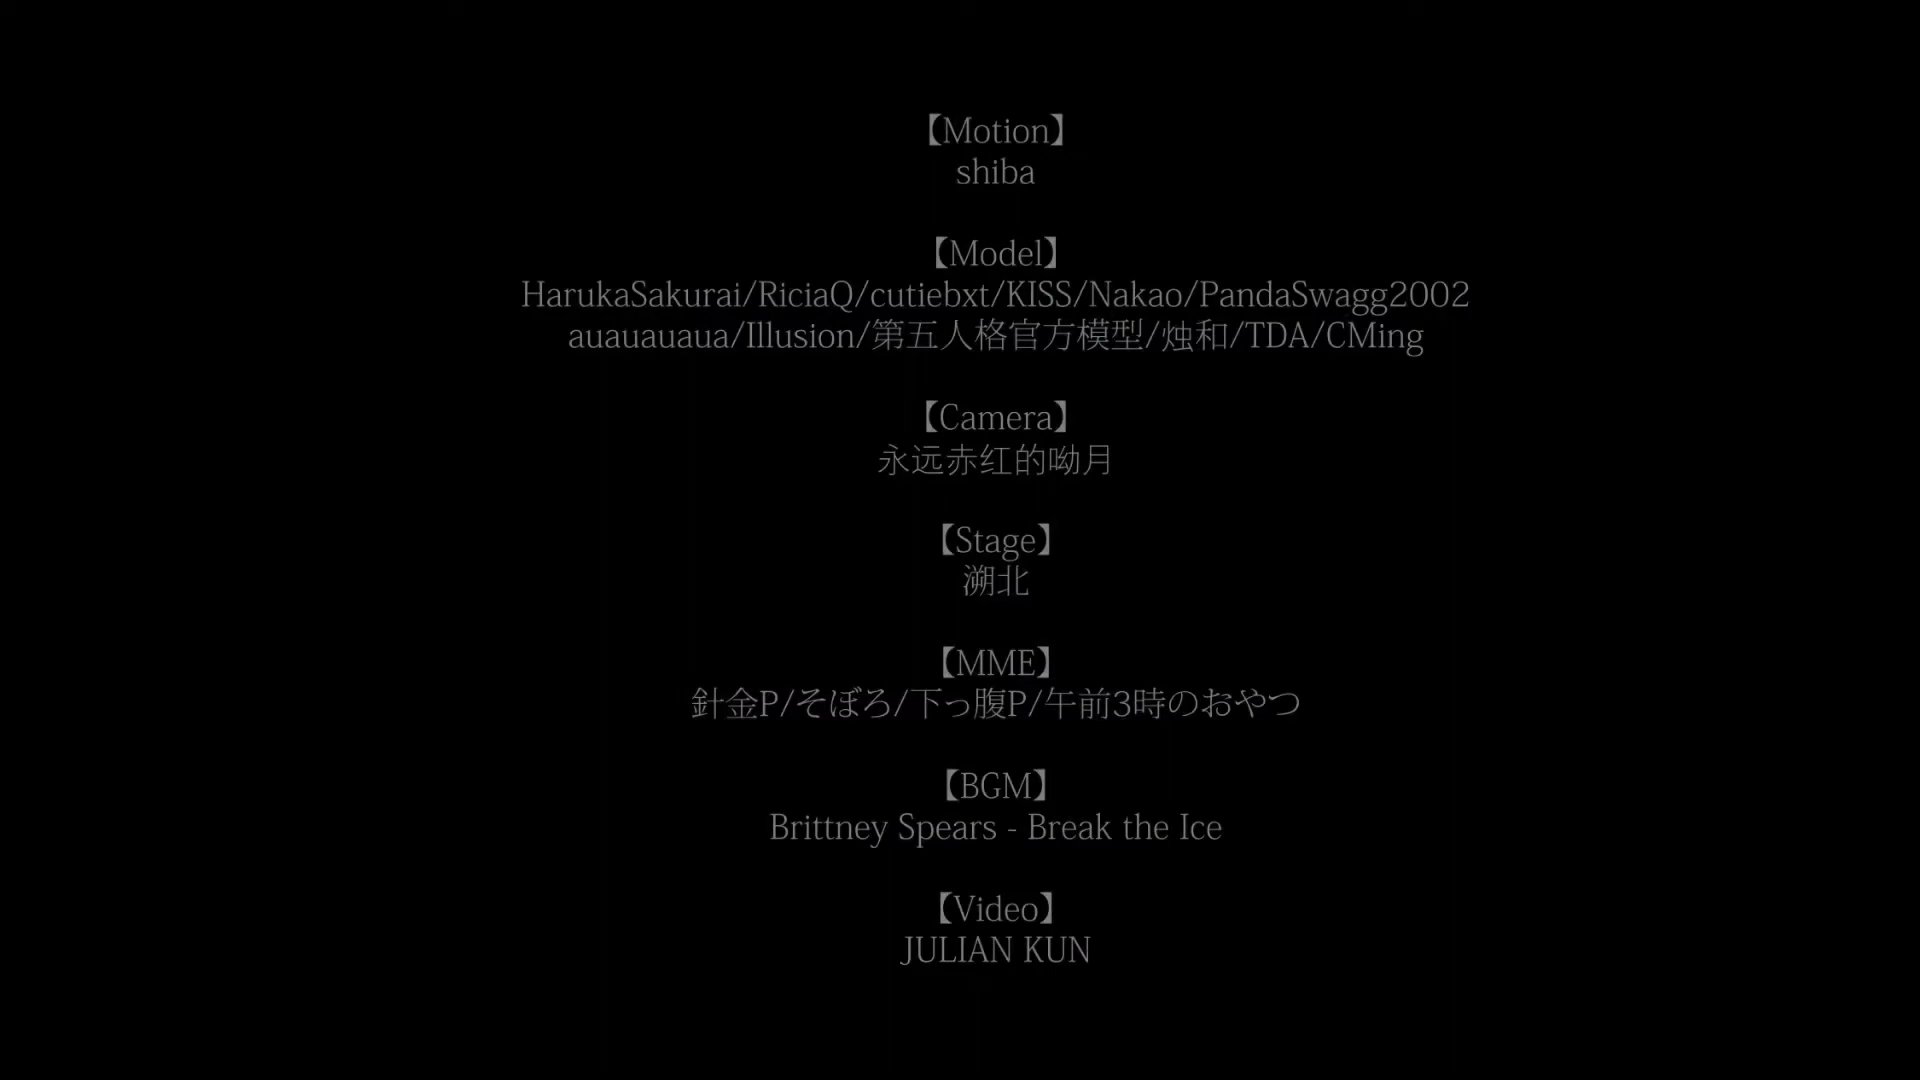 【Motion】
shiba
【Model】
HarukaSakurai/RiciaQ/cutiebxt/KISS/Nakao/PandaSwagg2002
auauauaua/Illusion/第五人格官方模型/烛和/TDA/CMing
【Camera】
永远赤红的呦月
【Stage】
溯北
【MME】
針金P/そぼろ/下っ腹P/午前3時のおやつ
【BGM】
Brittney Spears - Break the Ice
【Video】
JULIAN KUN